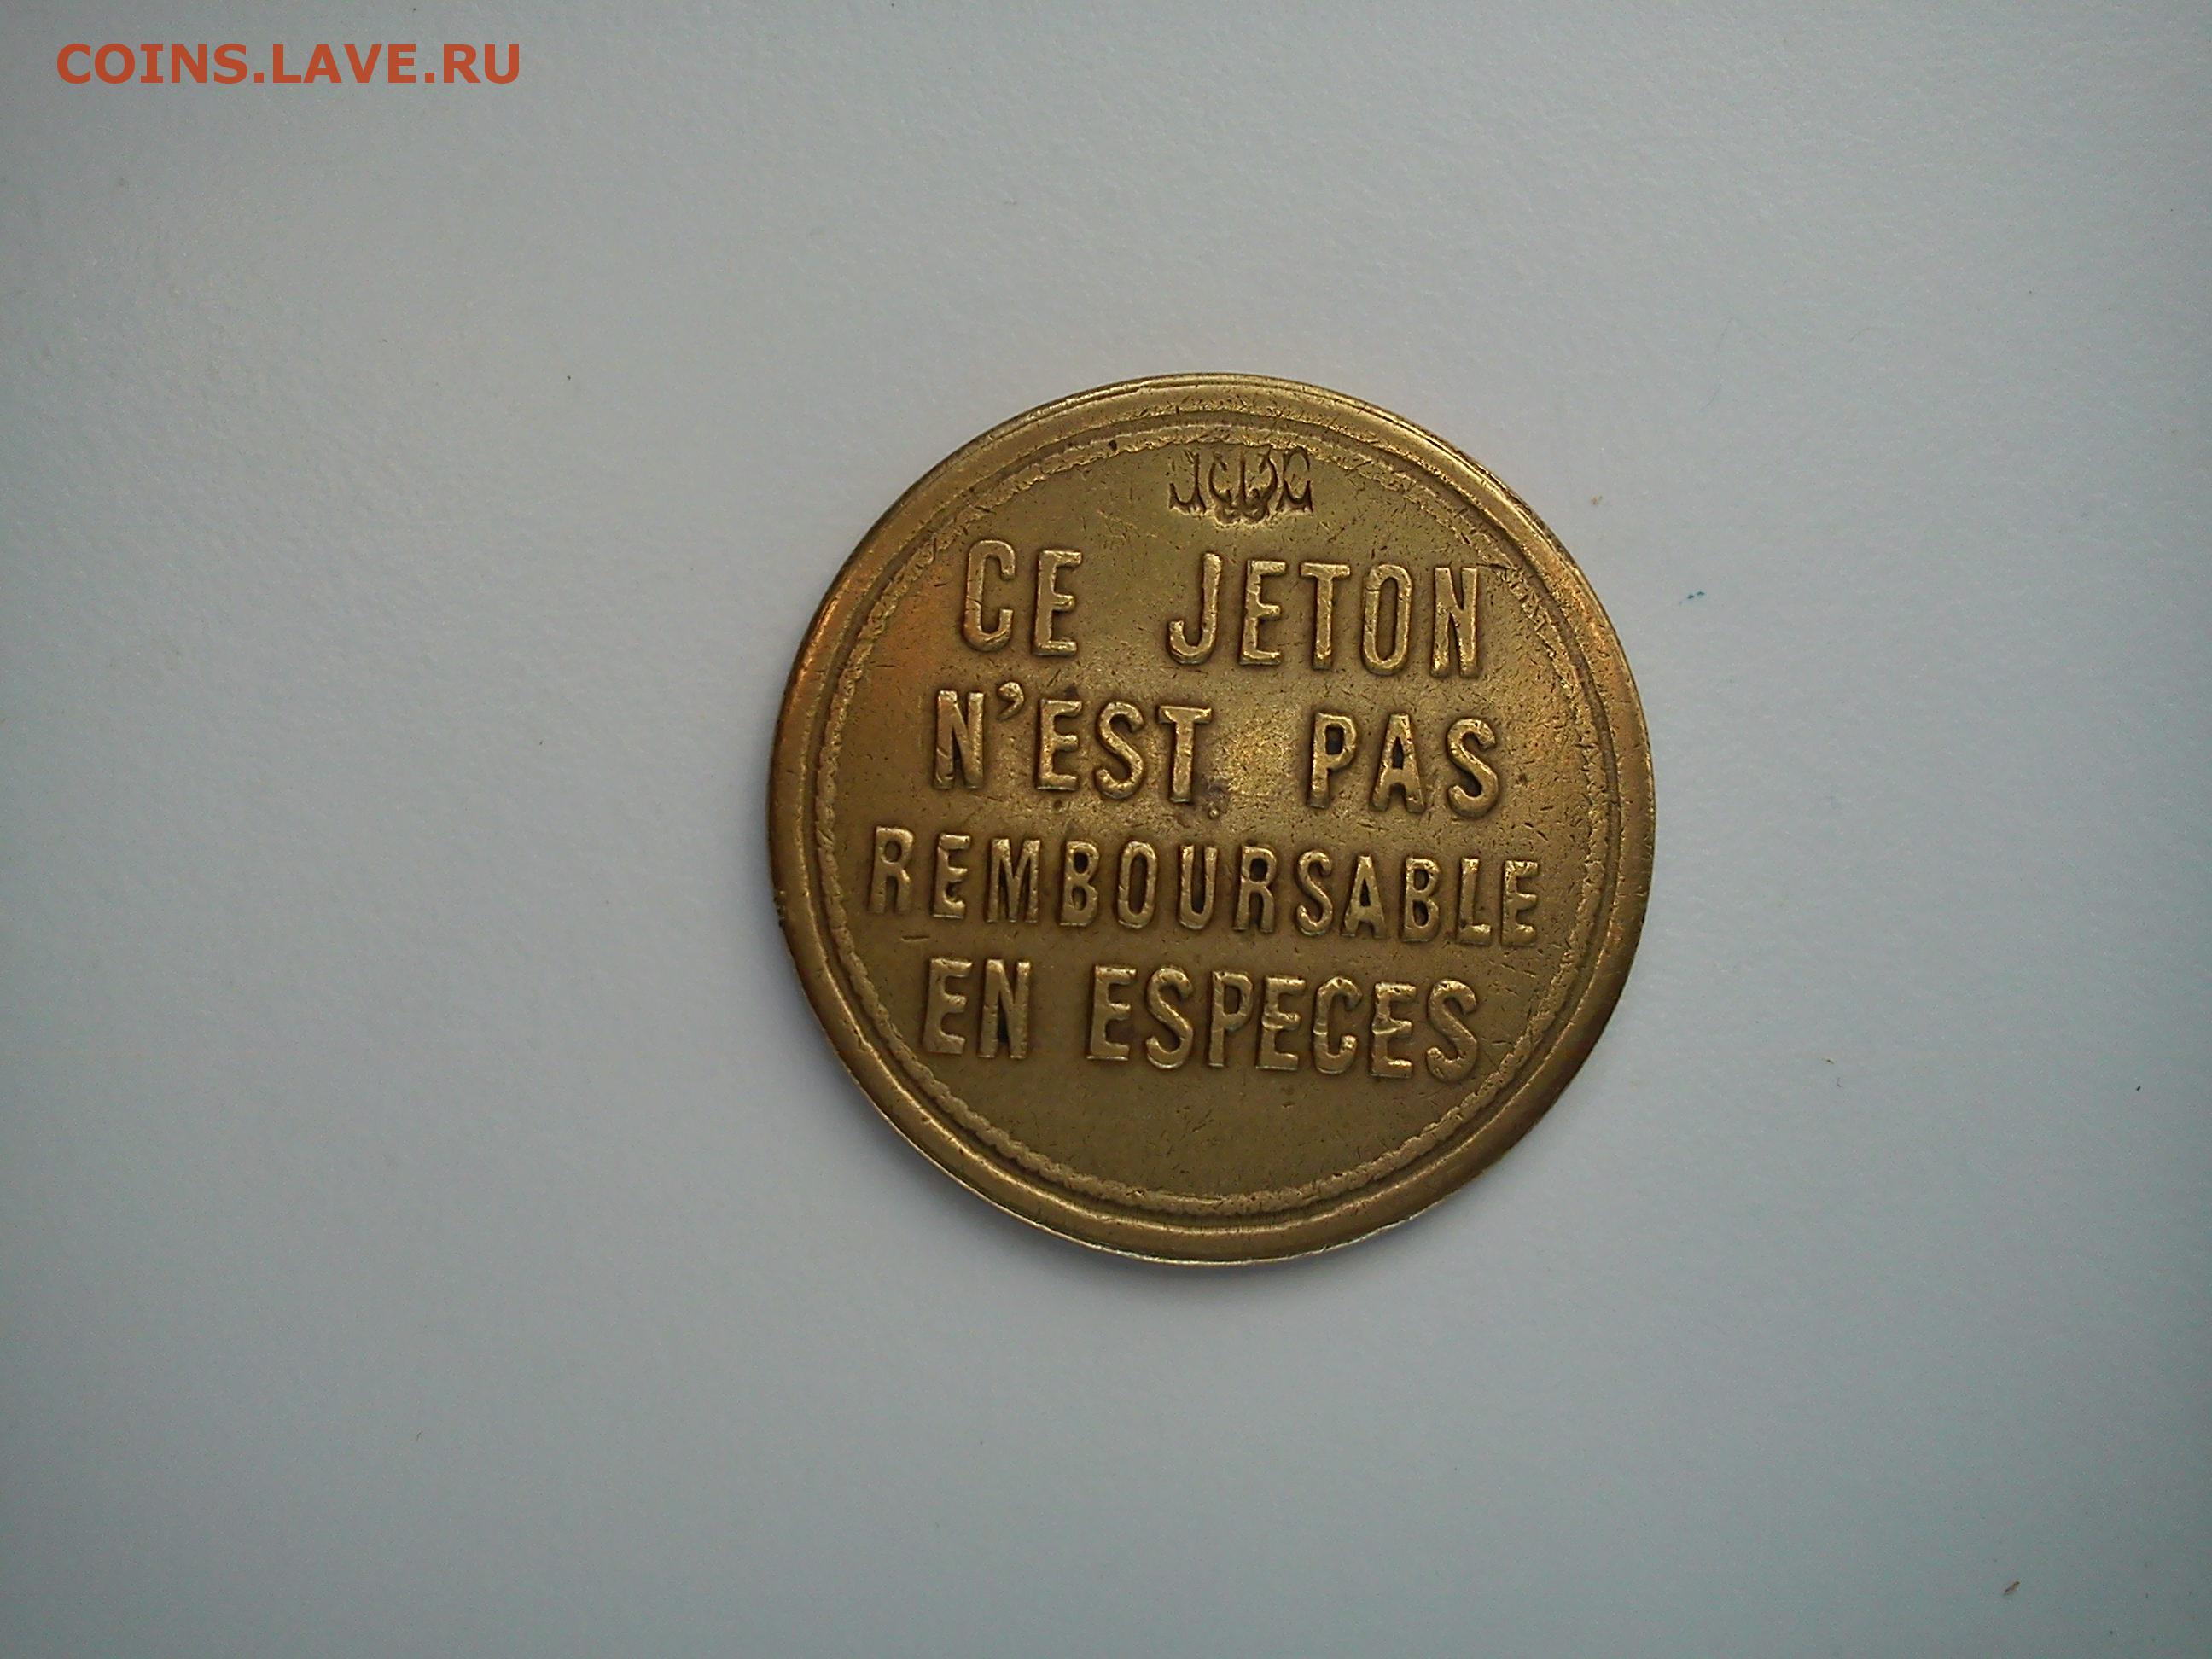 COINS.LAVE.RU
CE JETON
N'EST PAS
REMBOURSABLE
EN ESPECES